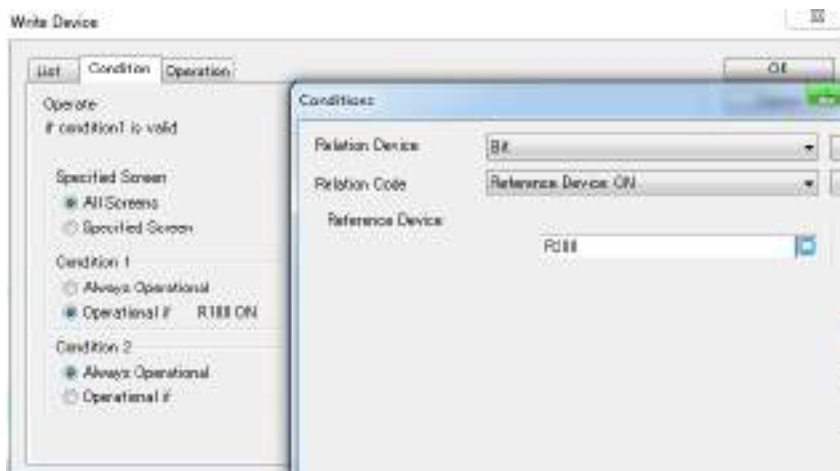 Write Device
List Condition Operation
OK
Operate
if condition1 is valid
Specified Screen
All Screens
Specified Screen
Condition 1
Always Operational
Operational if ON
Condition 2
Always Operational
Operational if
Conditions
Relation Device Bit
Relation Code Reference Device ON
Reference Device